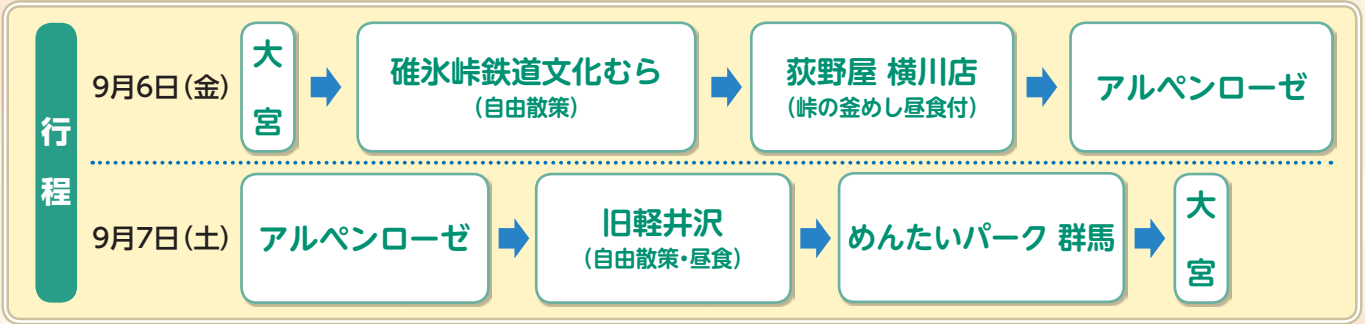 行程
9月6日（金）
大宮
碓氷峠鉄道文化むら
（自由散策）
荻野屋 横川店
（峠の釜めし昼食付）
アルペンローゼ
9月7日（土）
アルペンローゼ
旧軽井沢
（自由散策・昼食）
めんたいパーク 群馬
大宮